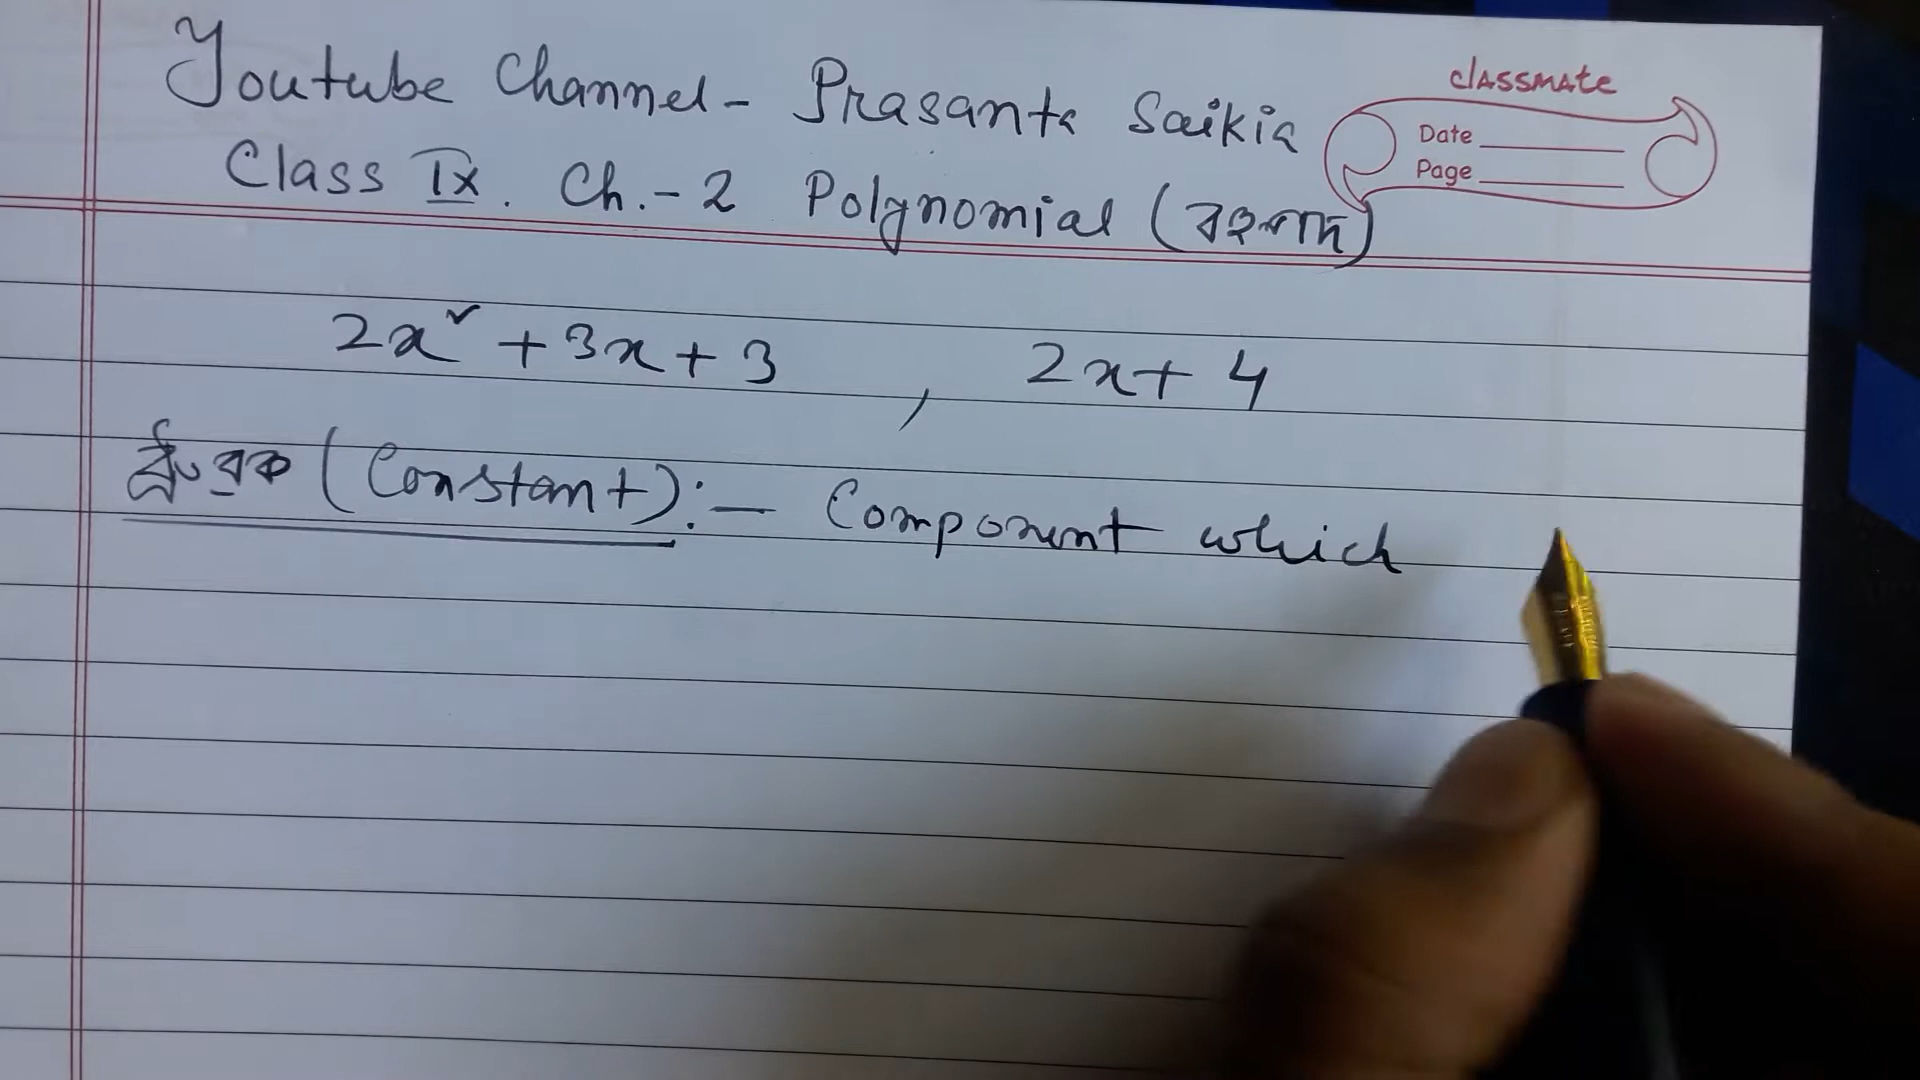 Youtube Channel - Prasanta Saikia
classmate
Date
Page
Class IX. Ch.-2 Polynomial (বহুপদ)
2x² + 3x + 3 , 2x + 4
ধ্ৰুৱক (Constant):- Component which